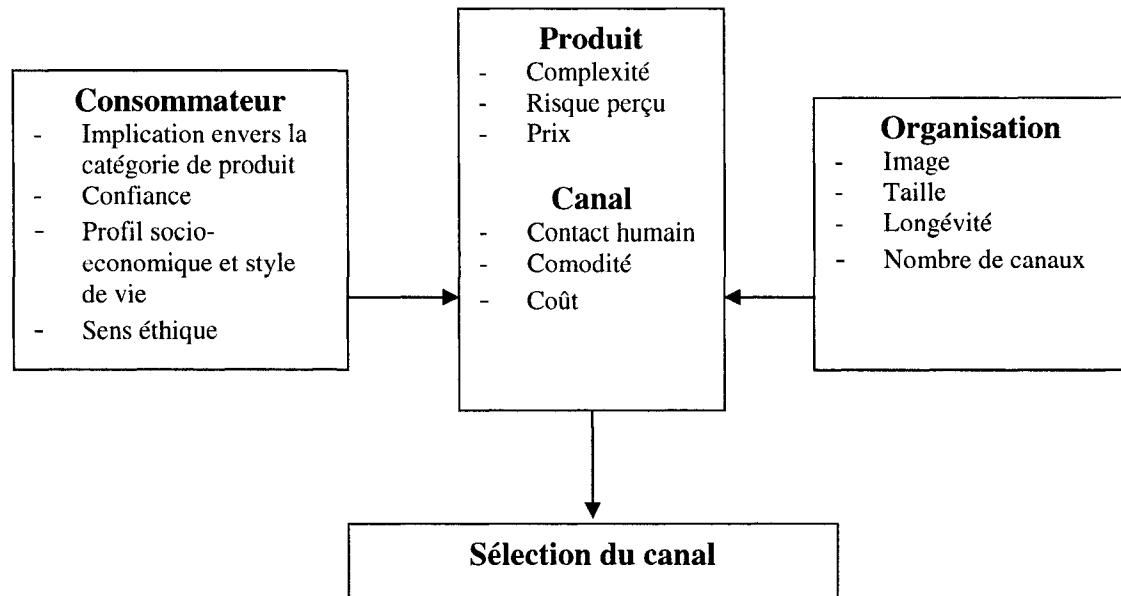 Consommateur
- Implication envers la
catégorie de produit
- Confiance
- Profil socio-
economique et style
de vie
- Sens éthique
Produit
- Complexité
- Risque perçu
- Prix
Canal
- Contact humain
- Comodité
- Coût
Organisation
- Image
- Taille
- Longévité
- Nombre de canaux
Sélection du canal